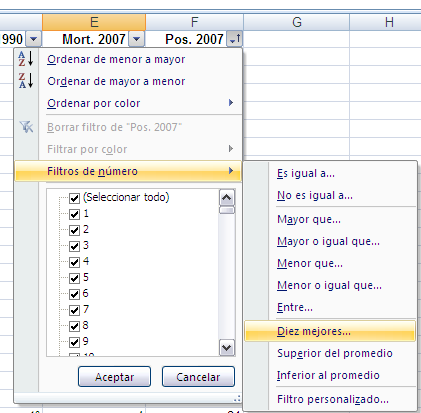 E F G H
990 Mort. 2007 Pos. 2007
Ordenar de menor a mayor
Ordenar de mayor a menor
Ordenar por color
Borrar filtro de "Pos. 2007"
Filtrar por color
Filtros de número
(Seleccionar todo)
1
2
3
4
5
6
7
8
9
Aceptar Cancelar
Es igual a...
No es igual a...
Mayor que...
Mayor o igual que...
Menor que...
Menor o igual que...
Entre...
Diez mejores...
Superior del promedio
Inferior al promedio
Filtro personalizado...